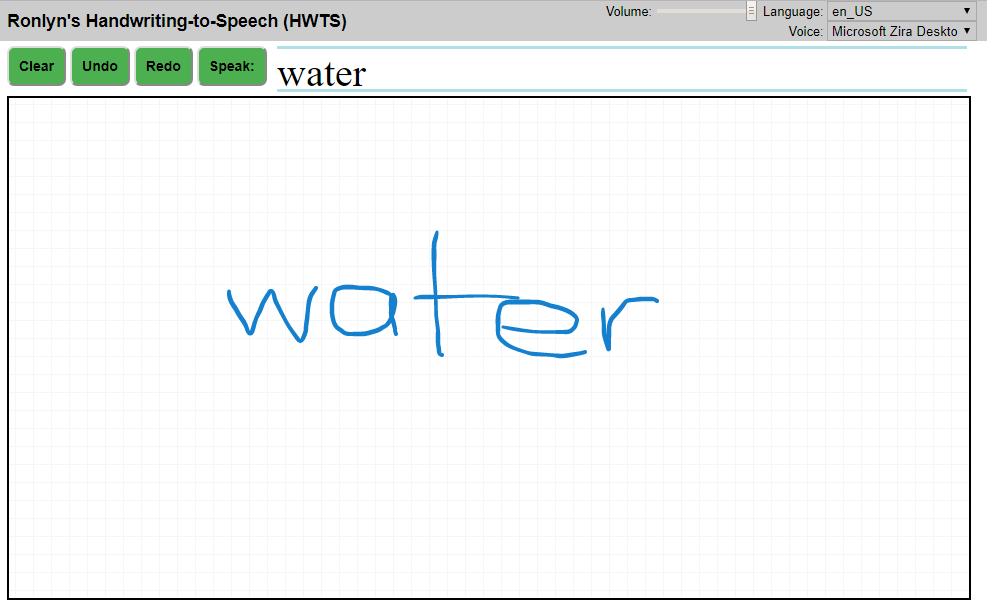 Ronlyn's Handwriting-to-Speech (HWTS)
Volume:
Language: en_US
Voice: Microsoft Zira Deskto
Clear Undo Redo Speak: water
water